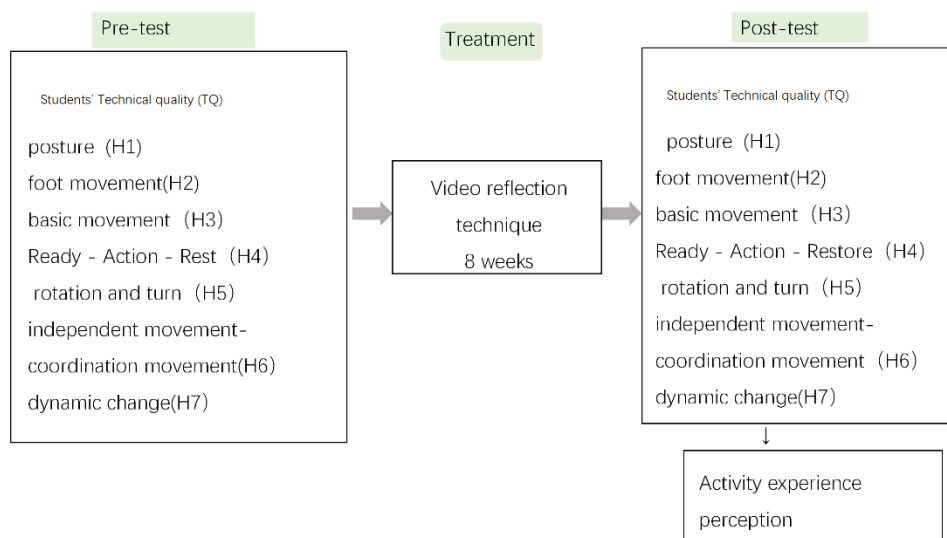 Pre-test
Treatment
Post-test
Students' Technical quality (TQ)
posture (H1)
foot movement(H2)
basic movement (H3)
Ready - Action - Rest (H4)
rotation and turn (H5)
independent movement-
coordination movement(H6)
dynamic change(H7)
Video reflection
technique
8 weeks
Students' Technical quality (TQ)
posture (H1)
foot movement(H2)
basic movement (H3)
Ready - Action - Restore (H4)
rotation and turn (H5)
independent movement-
coordination movement (H6)
dynamic change(H7)
↓
Activity experience
perception